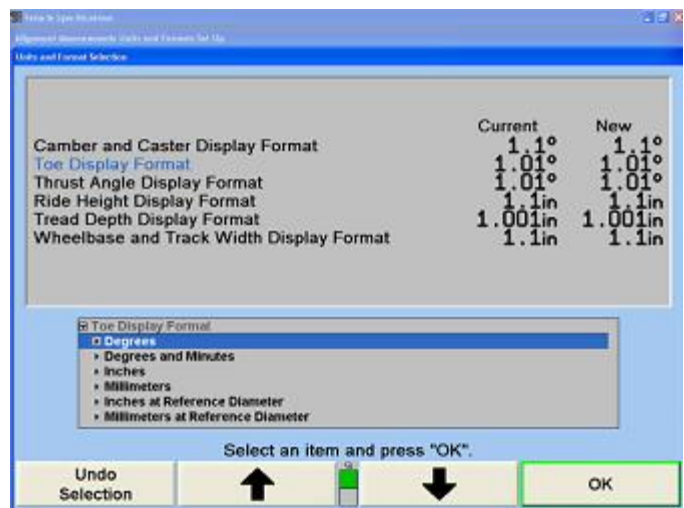 Units and Format Selection
Current New
Camber and Caster Display Format 1.1° 1.1°
Toe Display Format 1.01° 1.01°
Thrust Angle Display Format 1.01° 1.01°
Ride Height Display Format 1.1in 1.1in
Tread Depth Display Format 1.001in 1.001in
Wheelbase and Track Width Display Format 1.1in 1.1in
Toe Display Format
Degrees
Degrees and Minutes
Inches
Millimeters
Inches at Reference Diameter
Millimeters at Reference Diameter
Select an item and press "OK".
Undo
Selection
OK